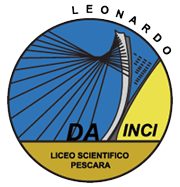 LEONARDO
DA VINCI
LICEO SCIENTIFICO
PESCARA